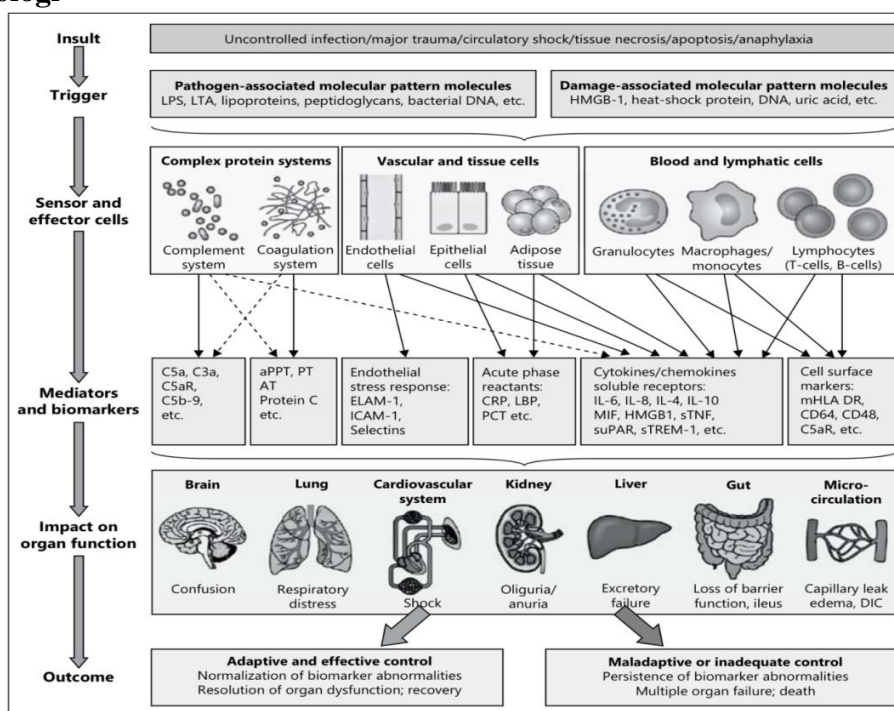 Insult
Uncontrolled infection/major trauma/circulatory shock/tissue necrosis/apoptosis/anaphylaxia
Trigger
Pathogen-associated molecular pattern molecules
LPS, LTA, lipoproteins, peptidoglycans, bacterial DNA, etc.
Damage-associated molecular pattern molecules
HMGB-1, heat-shock protein, DNA, uric acid, etc.
Sensor and
effector cells
Complex protein systems
Complement
system
Coagulation
system
Vascular and tissue cells
Endothelial
cells
Epithelial
cells
Adipose
tissue
Blood and lymphatic cells
Granulocytes
Macrophages/
monocytes
Lymphocytes
(T-cells, B-cells)
Mediators
and biomarkers
C5a, C3a,
C5aR,
C5b-9,
etc.
aPPT, PT
AT
Protein C
etc.
Endothelial
stress response:
ELAM-1,
ICAM-1,
Selectins
Acute phase
reactants:
CRP, LBP,
PCT etc.
Cytokines/chemokines
soluble receptors:
IL-6, IL-8, IL-4, IL-10
MIF, HMGB1, sTNF,
suPAR, sTREM-1, etc.
Cell surface
markers:
mHLA DR,
CD64, CD48,
C5aR, etc.
Impact on
organ function
Brain
Confusion
Lung
Respiratory
distress
Cardiovascular
system
Shock
Kidney
Oliguria/
anuria
Liver
Excretory
failure
Gut
Loss of barrier
function, ileus
Micro-
circulation
Capillary leak
edema, DIC
Outcome
Adaptive and effective control
Normalization of biomarker abnormalities
Resolution of organ dysfunction; recovery
Maladaptive or inadequate control
Persistence of biomarker abnormalities
Multiple organ failure; death